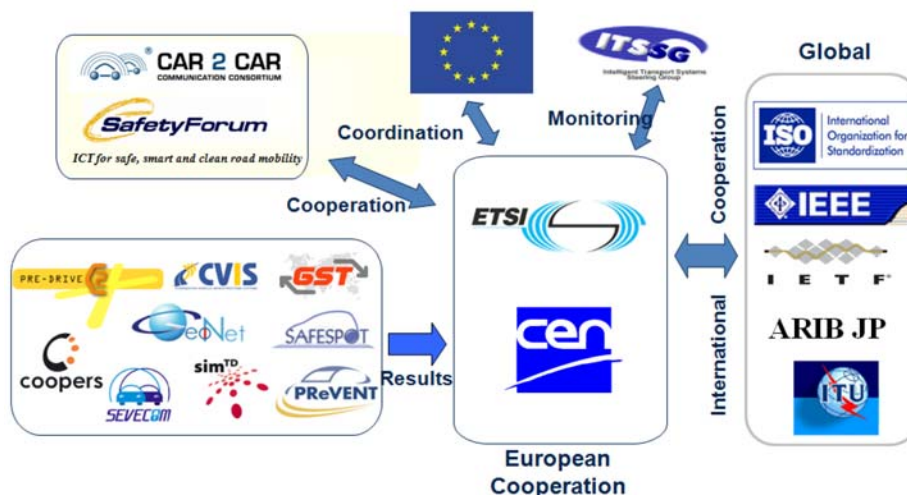 CAR 2 CAR
COMMUNICATION CONSORTIUM
SafetyForum
ICT for safe, smart and clean road mobility
ITSSG
Intelligent Transport Systems
Steering Group
Global
Coordination
Monitoring
Cooperation
ISO
International
Organization for
Standardization
IEEE
I E T F®
ARIB JP
ITU
Cooperation
International
ETSI
cen
European
Cooperation
PRE-DRIVE C2X
CVIS
GST
GeoNet
SAFESPOT
coopers
simTD
SEVECOM
PReVENT
Results